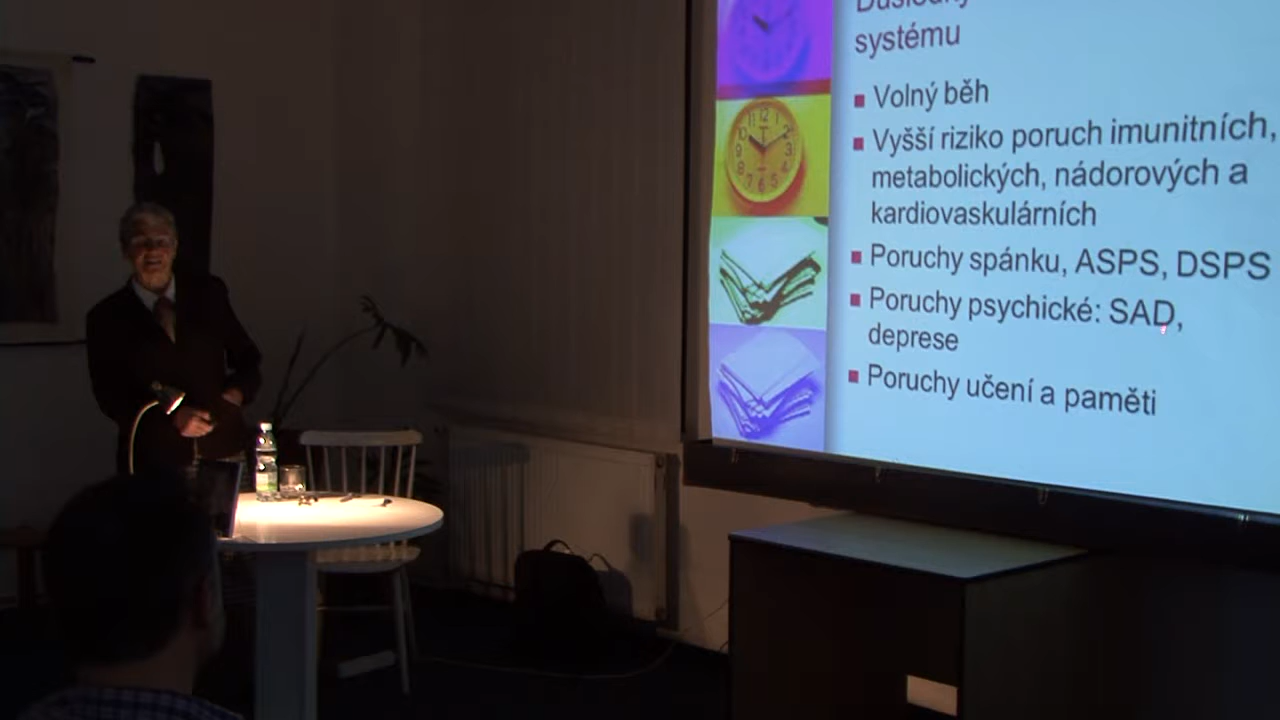 systému
Volný běh
Vyšší riziko poruch imunitních,
metabolických, nádorových a
kardiovaskulárních
Poruchy spánku, ASPS, DSPS
Poruchy psychické: SAD,
deprese
Poruchy učení a paměti